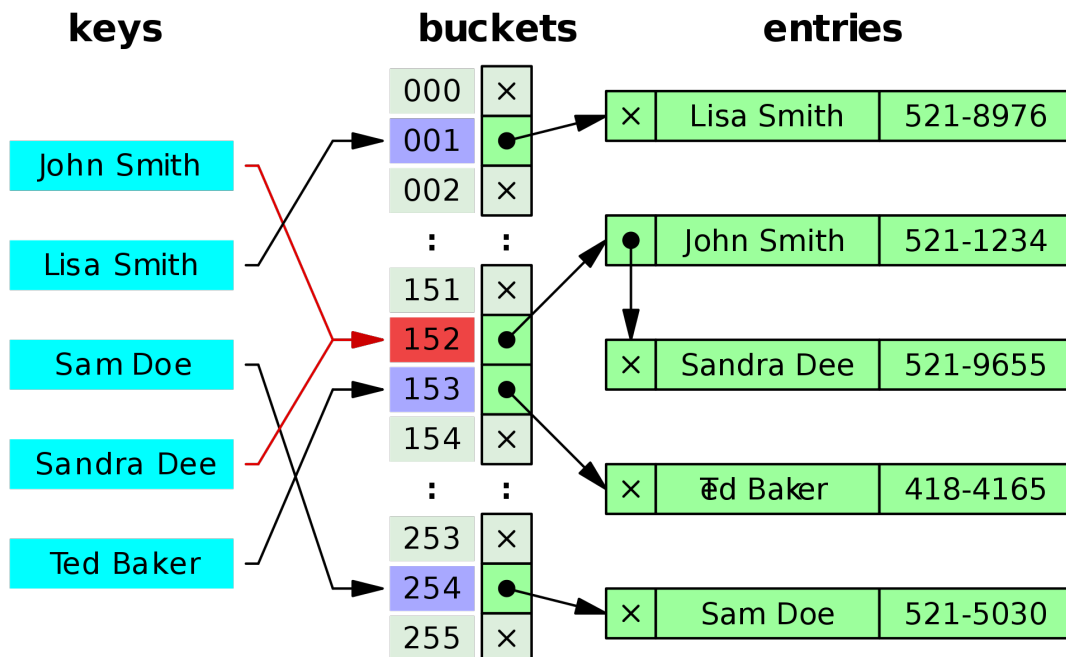 keys buckets entries
000 ×
× Lisa Smith 521-8976
001
John Smith
002 ×
: :
John Smith 521-1234
Lisa Smith
151 ×
152
Sam Doe
× Sandra Dee 521-9655
153
154 ×
Sandra Dee
: :
× Ted Baker 418-4165
253 ×
Ted Baker
254
× Sam Doe 521-5030
255 ×